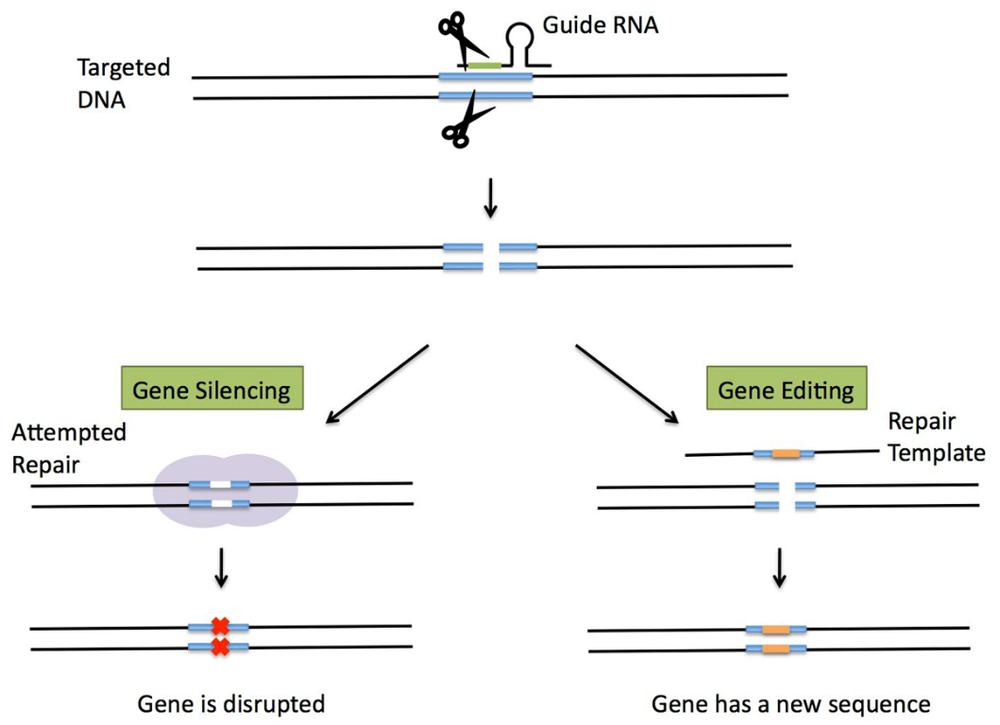 Guide RNA
Targeted
DNA
Gene Silencing
Gene Editing
Attempted
Repair
Repair
Template
Gene is disrupted
Gene has a new sequence